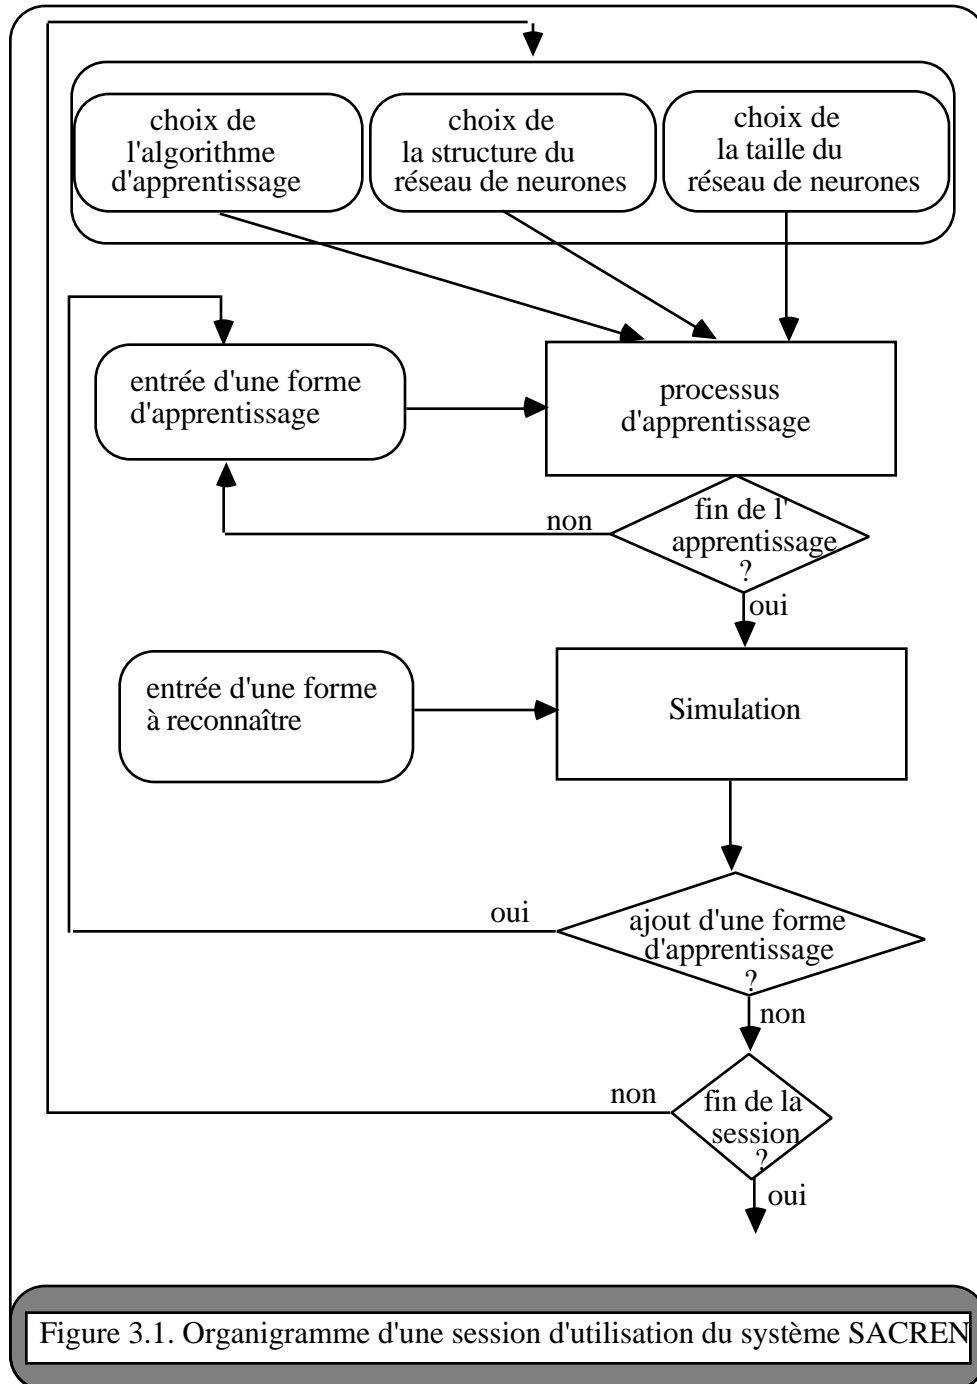 choix de
l'algorithme
d'apprentissage
choix de
la structure du
réseau de neurones
choix de
la taille du
réseau de neurones
entrée d'une forme
d'apprentissage
processus
d'apprentissage
non
fin de l'
apprentissage
?
oui
entrée d'une forme
à reconnaître
Simulation
oui
ajout d'une forme
d'apprentissage
?
non
non
fin de la
session
?
oui
Figure 3.1. Organigramme d'une session d'utilisation du système SACREN